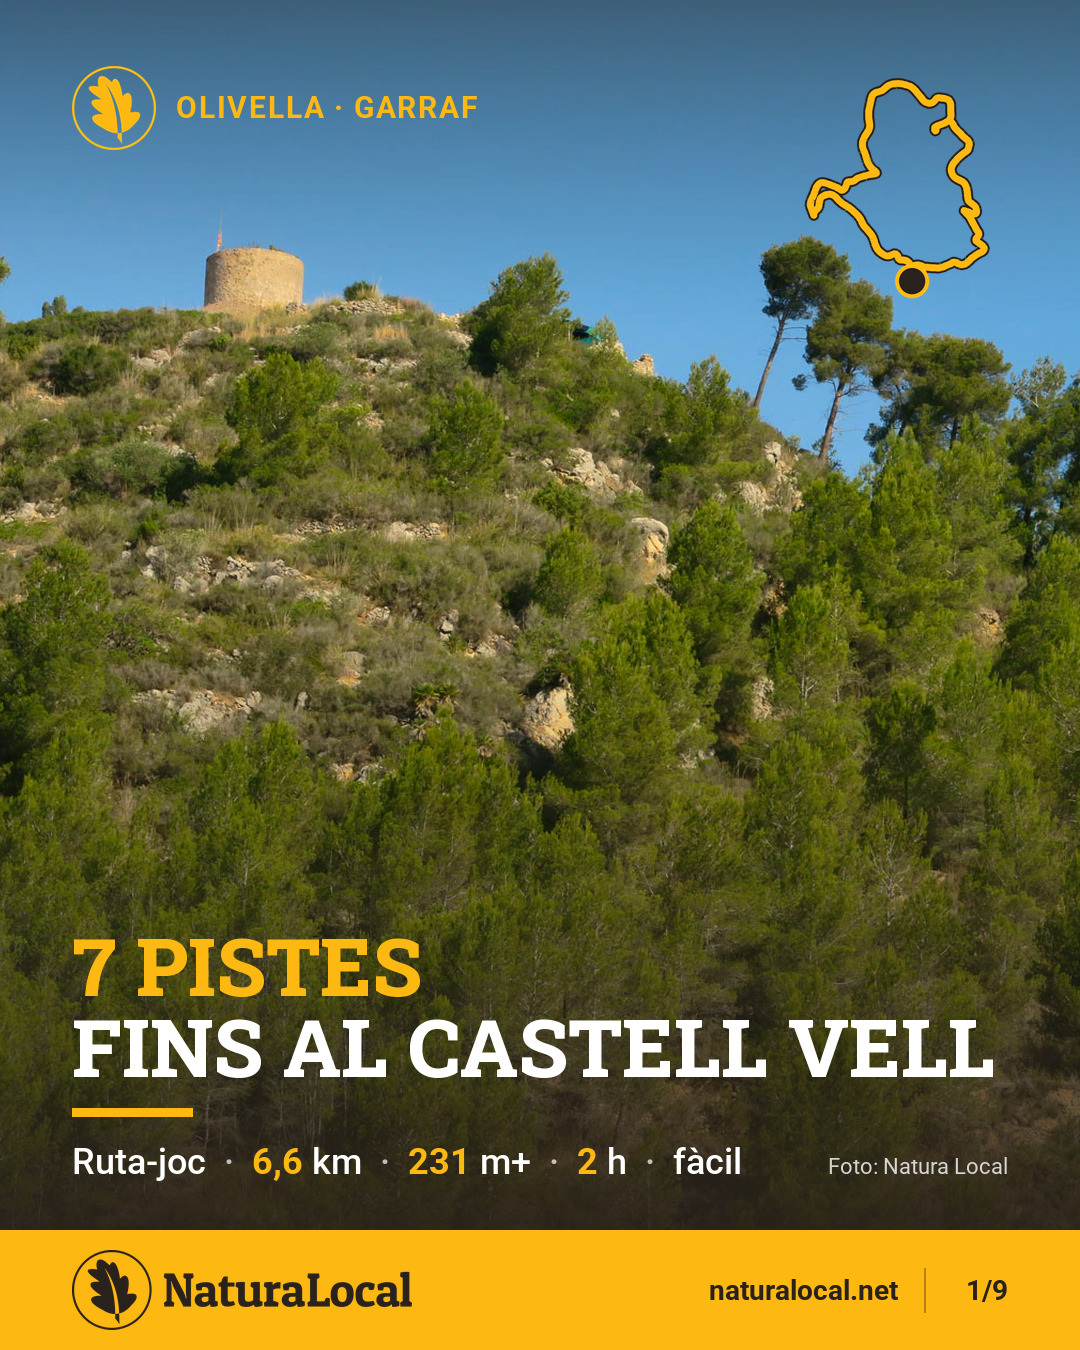 OLIVELLA · GARRAF
7 PISTES
FINS AL CASTELL VELL
Ruta-joc · 6,6 km · 231 m+ · 2 h · fàcil
Foto: Natura Local
NaturaLocal
naturalocal.net
1/9